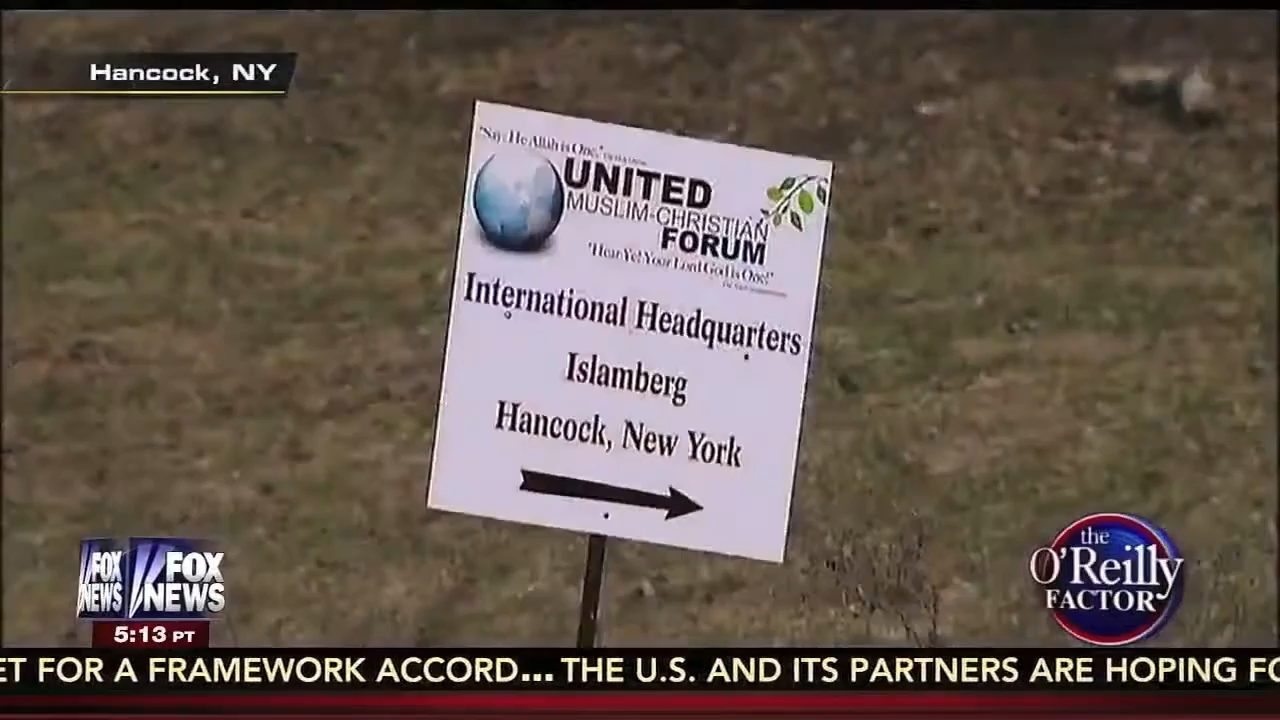 Hancock, NY
"Say: He Allah is One."
UNITED
MUSLIM-CHRISTIAN
FORUM
"Hear Ye! Your Lord God is One!"
International Headquarters
Islamberg
Hancock, New York
FOX NEWS
FOX NEWS
5:13 PT
the
O'Reilly
FACTOR
ET FOR A FRAMEWORK ACCORD... THE U.S. AND ITS PARTNERS ARE HOPING FO